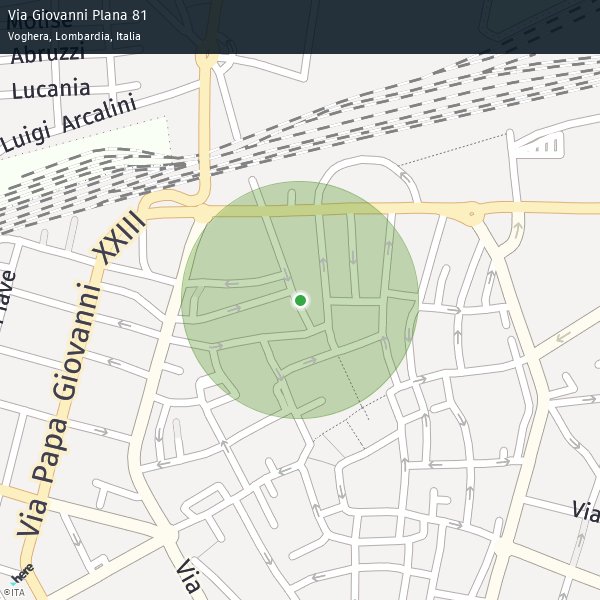 Via Giovanni Plana 81
Voghera, Lombardia, Italia
Molise
Abruzzi
Lucania
Luigi Arcalini
Via Papa Giovanni XXIII
Piave
Via
Via
here
©ITA